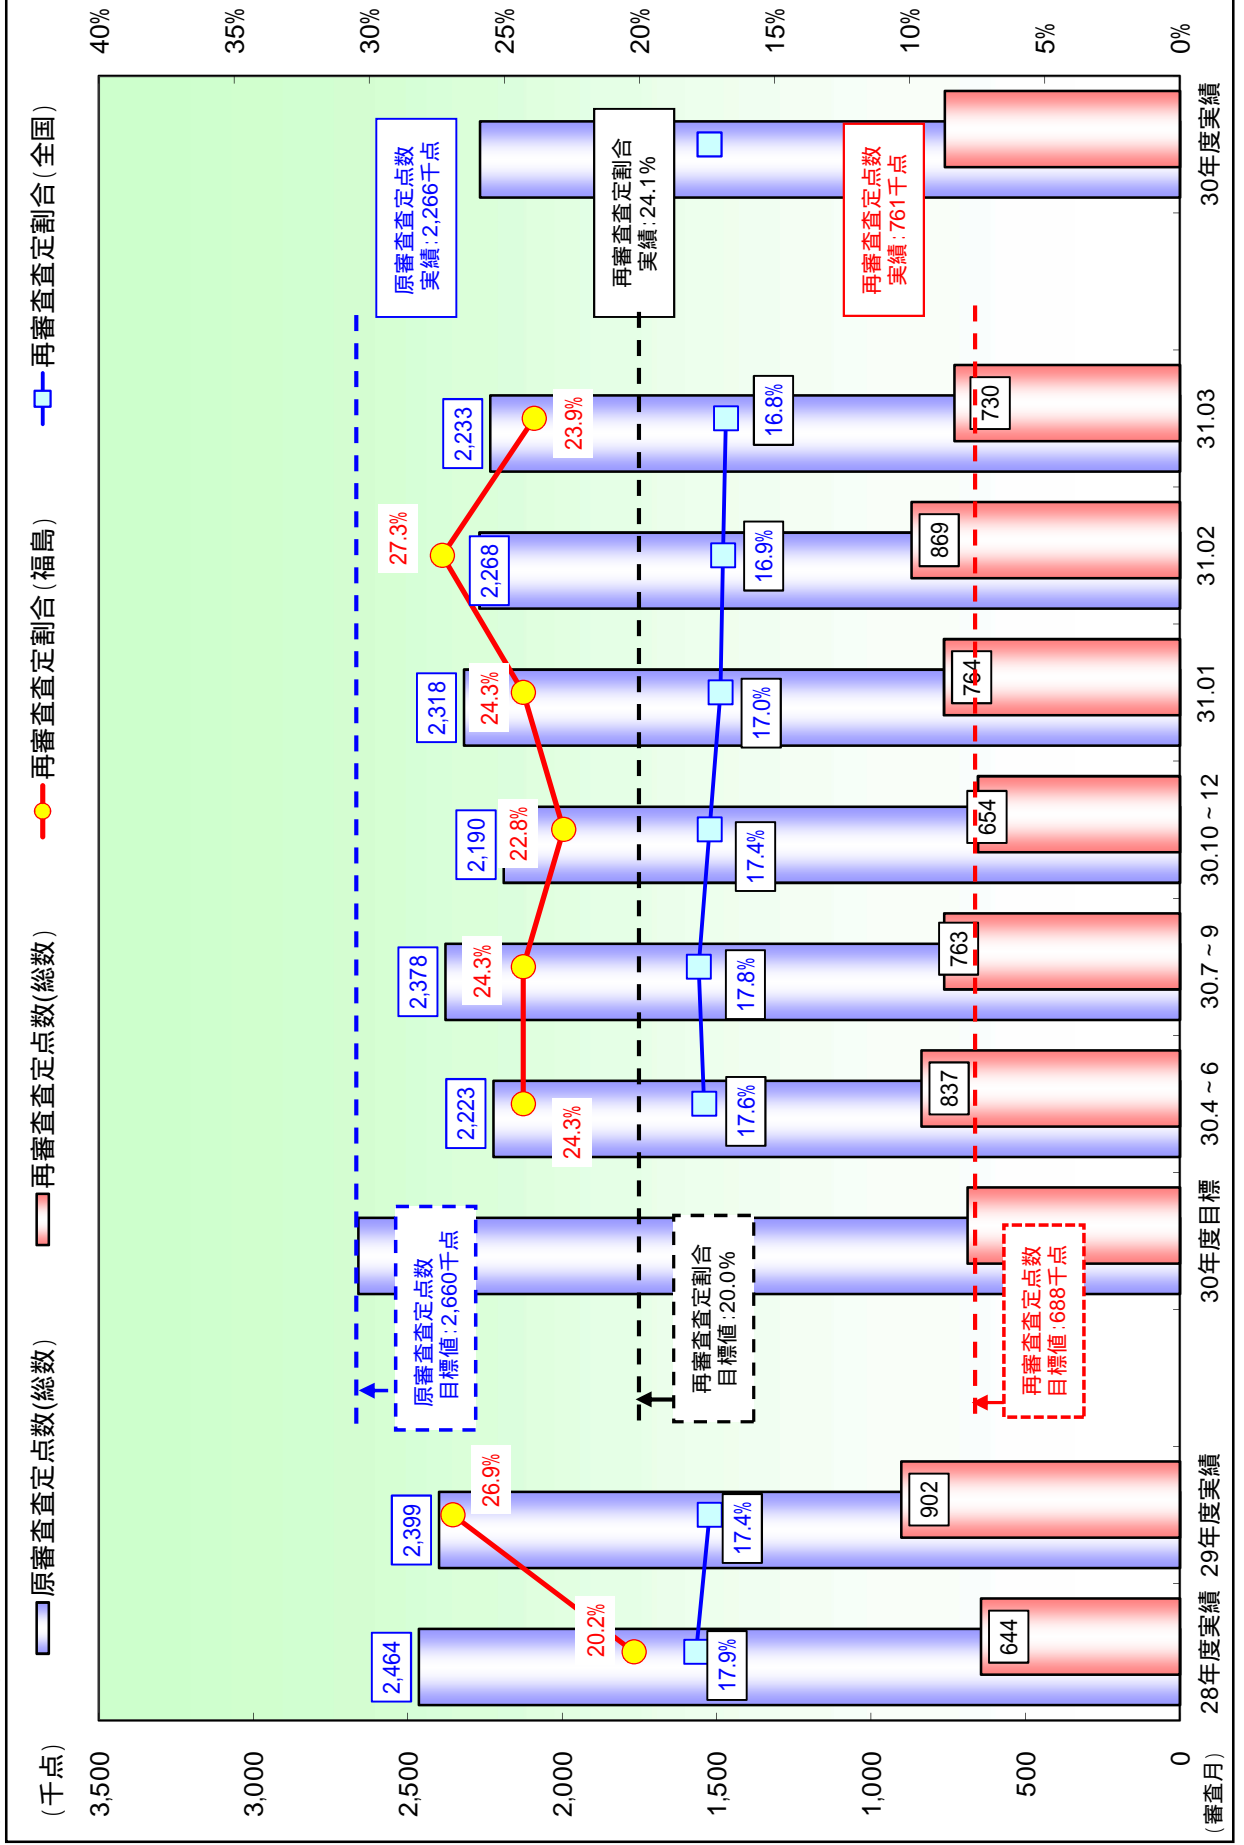 原審査査定点数(総数)
再審査査定点数(総数)
再審査査定割合(福島)
再審査査定割合(全国)
(千点)
3,500
3,000
2,500
2,000
1,500
1,000
500
0
(審査月)
40%
35%
30%
25%
20%
15%
10%
5%
0%
2,464
20.2%
17.9%
644
28年度実績
2,399
26.9%
17.4%
902
29年度実績
原審査査定点数
目標値:2,660千点
再審査査定割合
目標値:20.0%
再審査査定点数
目標値:688千点
30年度目標
2,223
24.3%
17.6%
837
30.4～6
2,378
24.3%
17.8%
763
30.7～9
2,190
22.8%
17.4%
654
30.10～12
2,318
24.3%
17.0%
764
31.01
27.3%
2,268
16.9%
869
31.02
2,233
23.9%
16.8%
730
31.03
原審査査定点数
実績:2,266千点
再審査査定割合
実績:24.1%
再審査査定点数
実績:761千点
30年度実績